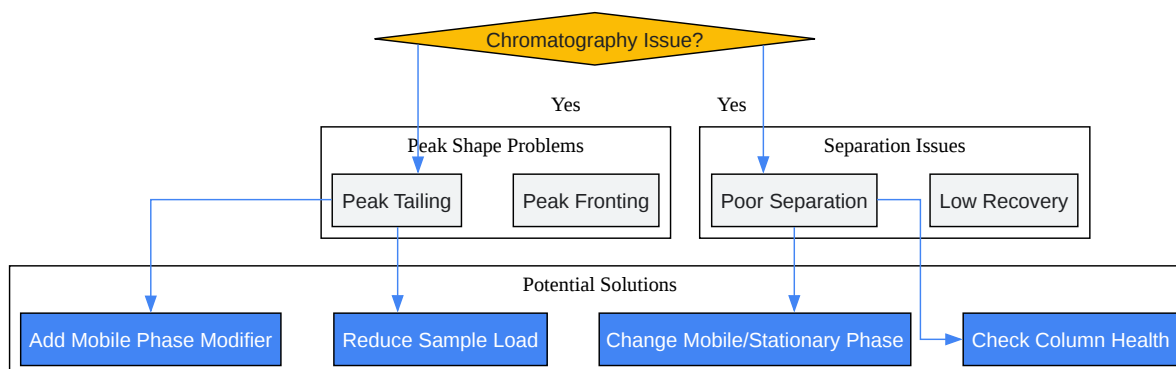 Chromatography Issue?
Yes
Yes
Peak Shape Problems
Separation Issues
Peak Tailing
Peak Fronting
Poor Separation
Low Recovery
Potential Solutions
Add Mobile Phase Modifier
Reduce Sample Load
Change Mobile/Stationary Phase
Check Column Health